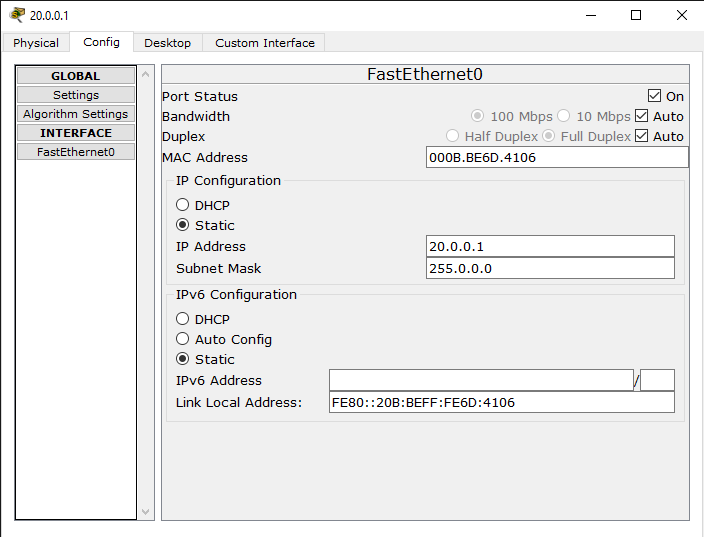 20.0.0.1
Physical Config Desktop Custom Interface
GLOBAL
Settings
Algorithm Settings
INTERFACE
FastEthernet0
FastEthernet0
Port Status On
Bandwidth 100 Mbps 10 Mbps Auto
Duplex Half Duplex Full Duplex Auto
MAC Address 000B.BE6D.4106
IP Configuration
DHCP
Static
IP Address 20.0.0.1
Subnet Mask 255.0.0.0
IPv6 Configuration
DHCP
Auto Config
Static
IPv6 Address /
Link Local Address: FE80::20B:BEFF:FE6D:4106